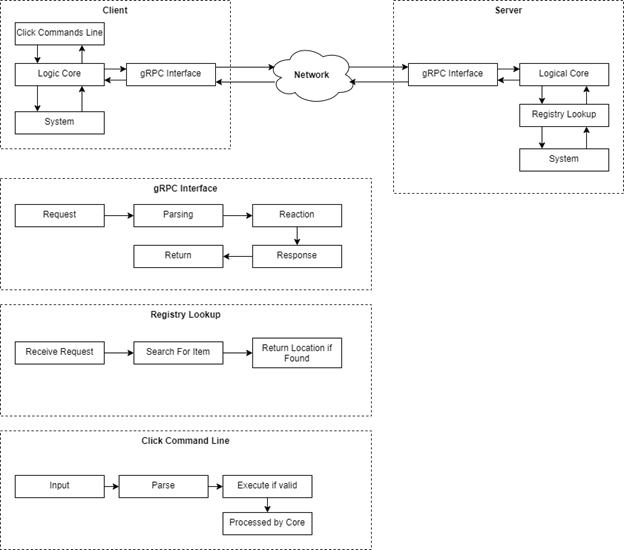 Client
Server
Click Commands Line
Logic Core
gRPC Interface
Network
gRPC Interface
Logical Core
Registry Lookup
System
System
gRPC Interface
Request
Parsing
Reaction
Return
Response
Registry Lookup
Receive Request
Search For Item
Return Location if
Found
Click Command Line
Input
Parse
Execute if valid
Processed by Core